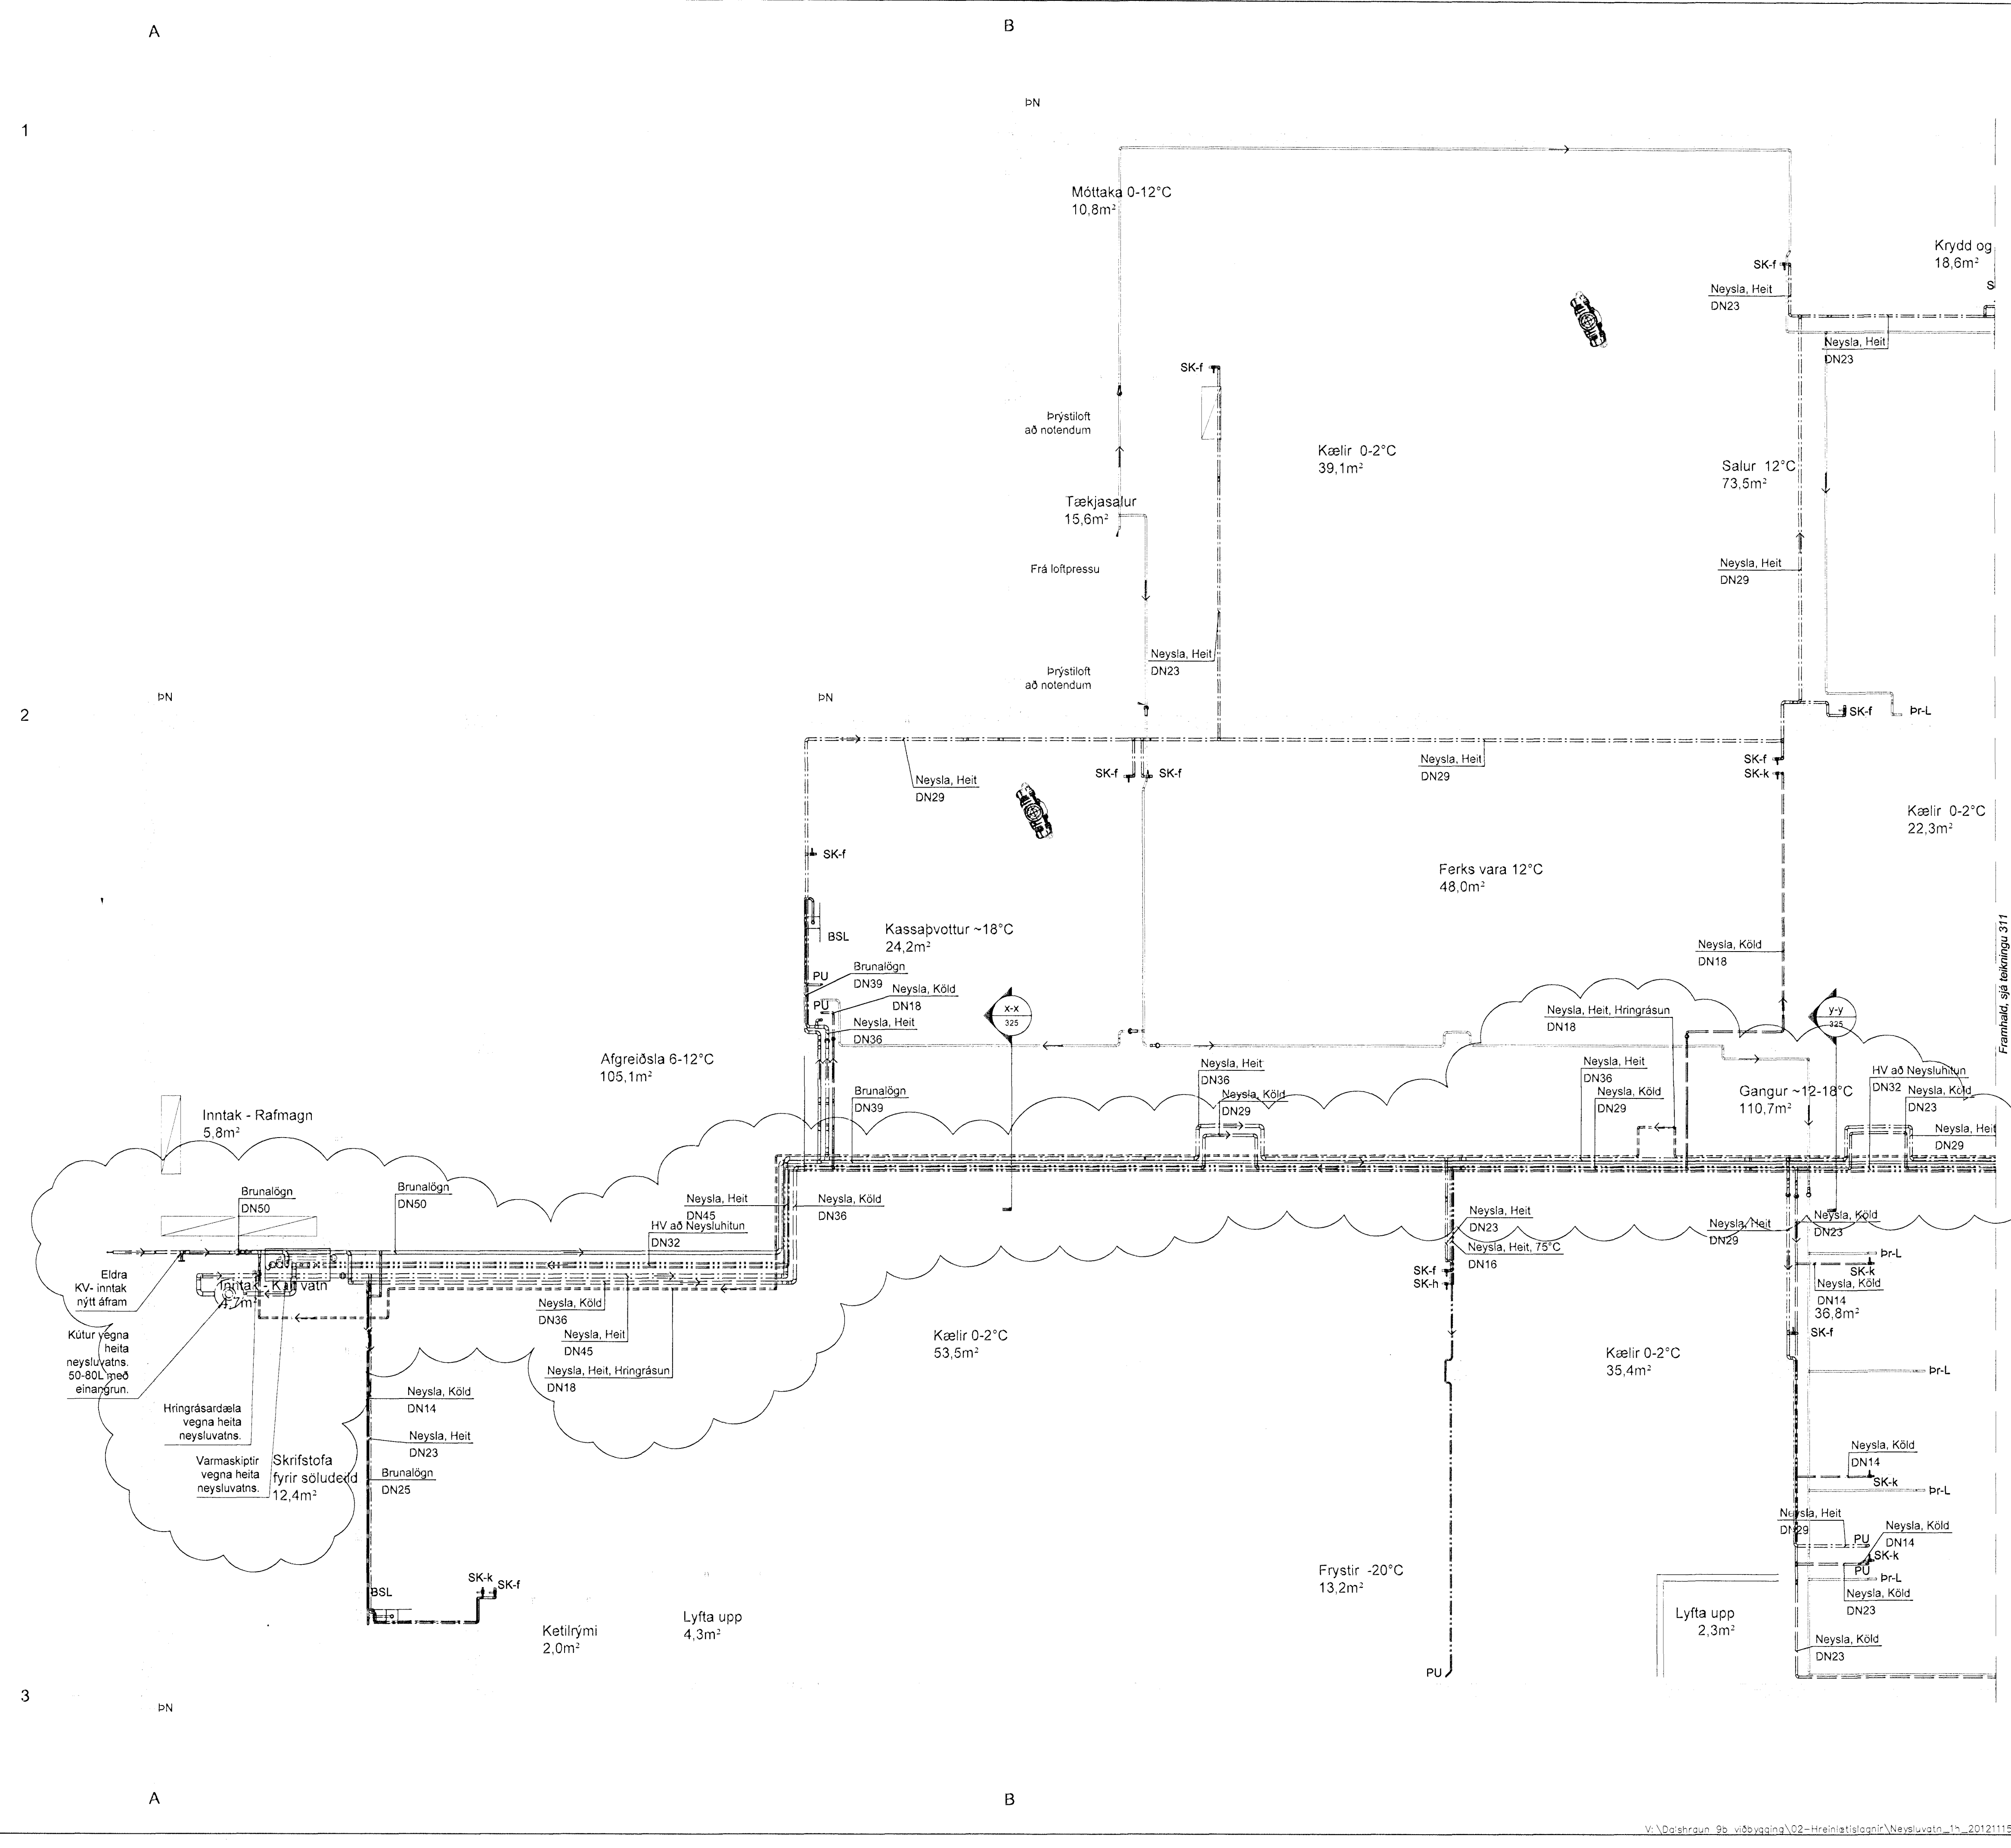 A
B
ÞN
1
Móttaka 0-12°C
10,8m²
Krydd og
18,6m²
SK-f
S
Neysla, Heit
DN23
Neysla, Heit
DN23
SK-f
Þrýstiloft
að notendum
Kælir 0-2°C
39,1m²
Salur 12°C
73,5m²
Tækjasalur
15,6m²
Frá loftpressu
Neysla, Heit
DN29
Neysla, Heit
DN23
Þrýstiloft
að notendum
ÞN
ÞN
2
SK-f
Þr-L
SK-f
SK-f
Neysla, Heit
DN29
Neysla, Heit
DN29
SK-f
SK-k
Kælir 0-2°C
22,3m²
SK-f
Ferks vara 12°C
48,0m²
BSL
Kassaþvottur ~18°C
24,2m²
Neysla, Köld
DN18
Framhald, sjá teikningu 311
PU
Brunalögn
DN39
PU
Neysla, Köld
DN18
Neysla, Heit
DN36
x-x
325
Neysla, Heit, Hringrásun
DN18
y-y
325
Afgreiðsla 6-12°C
105,1m²
Neysla, Heit
DN36
Neysla, Heit
DN36
HV að Neysluhitun
DN32
Brunalögn
DN39
Neysla, Köld
DN29
Neysla, Köld
DN29
Gangur ~12-18°C
110,7m²
Neysla, Köld
DN23
Inntak - Rafmagn
5,8m²
Neysla, Heit
DN29
Brunalögn
DN50
Brunalögn
DN50
Neysla, Heit
DN45
Neysla, Köld
DN36
HV að Neysluhitun
DN32
Neysla, Heit
DN23
Neysla, Heit
DN29
Neysla, Köld
DN23
Neysla, Heit, 75°C
DN16
Þr-L
SK-f
SK-h
SK-k
Eldra
KV- inntak
nýtt áfram
Inntak - Kalt vatn
4,7m²
Neysla, Köld
DN14
36,8m²
Neysla, Köld
DN36
Neysla, Heit
DN45
SK-f
Kútur vegna
heita
neysluvatns.
50-80L með
einangrun.
Kælir 0-2°C
53,5m²
Kælir 0-2°C
35,4m²
Neysla, Heit, Hringrásun
DN18
Þr-L
Neysla, Köld
DN14
Hringrásardæla
vegna heita
neysluvatns.
Neysla, Heit
DN23
Varmaskiptir
vegna heita
neysluvatns.
Skrifstofa
fyrir söludeild
12,4m²
Brunalögn
DN25
Neysla, Köld
DN14
SK-k
Þr-L
Neysla, Heit
DN29
PU
Neysla, Köld
DN14
SK-k
PU
Þr-L
Neysla, Köld
DN23
Frystir -20°C
13,2m²
BSL
SK-k
SK-f
Ketilrými
2,0m²
Lyfta upp
4,3m²
Lyfta upp
2,3m²
Neysla, Köld
DN23
PU
3
ÞN
A
B
V:\Dalshraun 9b viðbygging\02-Hreinlætislagnir\Neysluvatn_1h_20121115